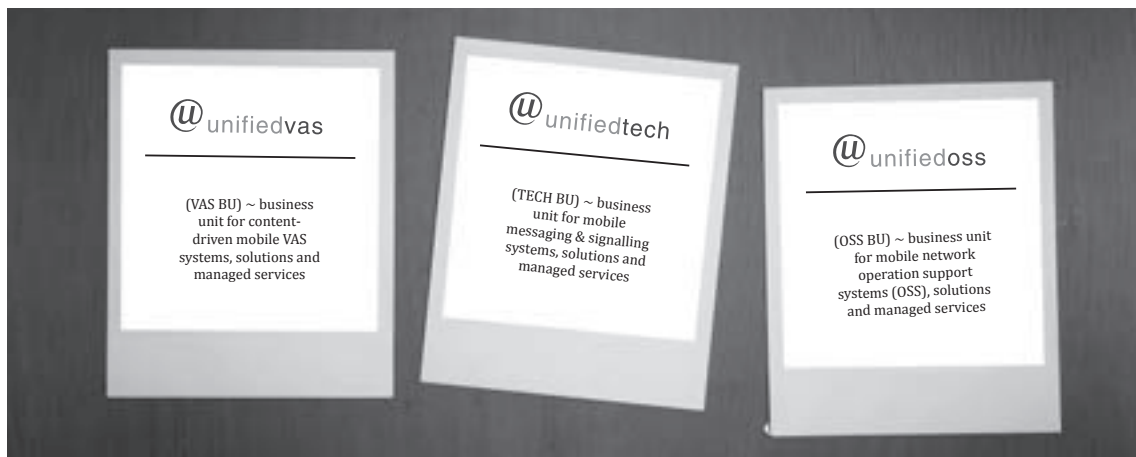 @unifiedvas
(VAS BU) ~ business
unit for content-
driven mobile VAS
systems, solutions and
managed services
@unifiedtech
(TECH BU) ~ business
unit for mobile
messaging & signalling
systems, solutions and
managed services
@unifiedoss
(OSS BU) ~ business unit
for mobile network
operation support
systems (OSS), solutions
and managed services